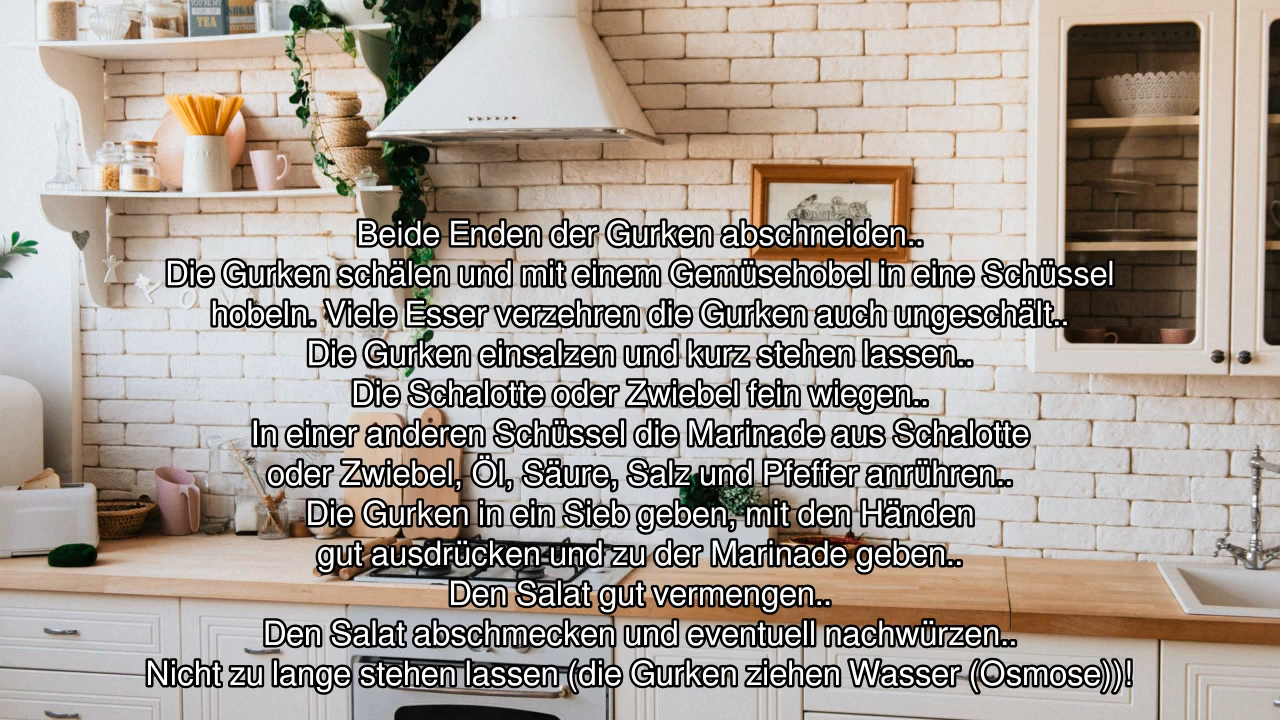 YOU'RE MY
TEA
Beide Enden der Gurken abschneiden..
Die Gurken schälen und mit einem Gemüsehobel in eine Schüssel
hobeln. Viele Esser verzehren die Gurken auch ungeschält..
Die Gurken einsalzen und kurz stehen lassen..
Die Schalotte oder Zwiebel fein wiegen..
In einer anderen Schüssel die Marinade aus Schalotte
oder Zwiebel, Öl, Säure, Salz und Pfeffer anrühren..
Die Gurken in ein Sieb geben, mit den Händen
gut ausdrücken und zu der Marinade geben..
Den Salat gut vermengen..
Den Salat abschmecken und eventuell nachwürzen..
Nicht zu lange stehen lassen (die Gurken ziehen Wasser (Osmose))!